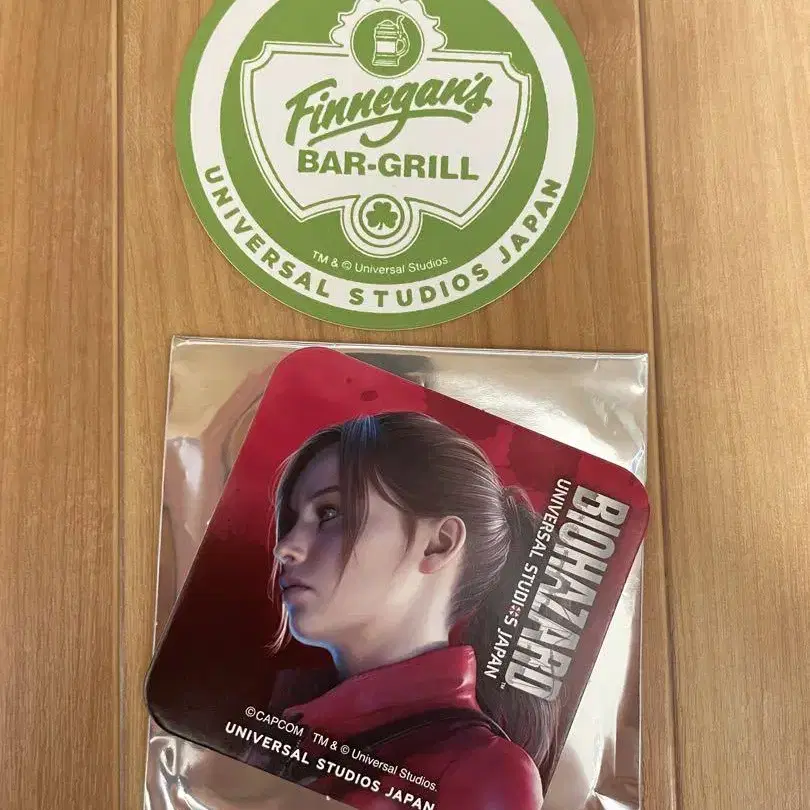 Finnegan's
BAR-GRILL
TM & © Universal Studios.
UNIVERSAL STUDIOS JAPAN
BIOHAZARD
UNIVERSAL STUDIOS JAPAN™
©CAPCOM TM & © Universal Studios.
UNIVERSAL STUDIOS JAPAN